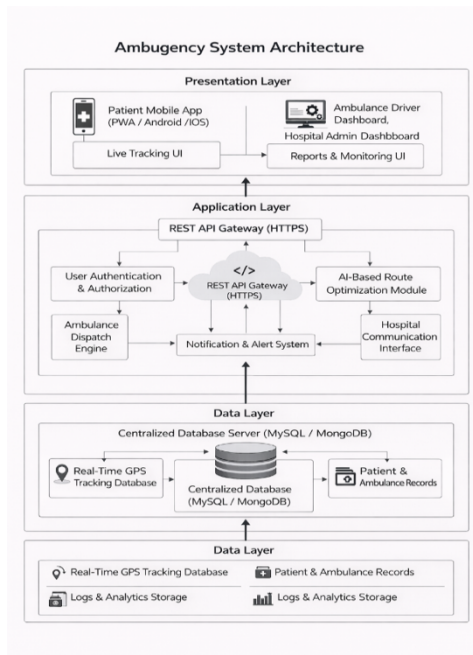 Ambugency System Architecture
Presentation Layer
Patient Mobile App
(PWA / Android /IOS)
Ambulance Driver
Dashboard,
Hospital Admin Dashbboard
Live Tracking UI
Reports & Monitoring UI
Application Layer
REST API Gateway (HTTPS)
User Authentication
& Authorization
</>
REST API Gateway
(HTTPS)
AI-Based Route
Optimization Module
Ambulance
Dispatch
Engine
Notification & Alert System
Hospital
Communication
Interface
Data Layer
Centralized Database Server (MySQL / MongoDB)
Real-Time GPS
Tracking Database
Centralized Database
(MySQL / MongoDB)
Patient &
Ambulance Records
Data Layer
Real-Time GPS Tracking Database
Patient & Ambulance Records
Logs & Analytics Storage
Logs & Analytics Storage